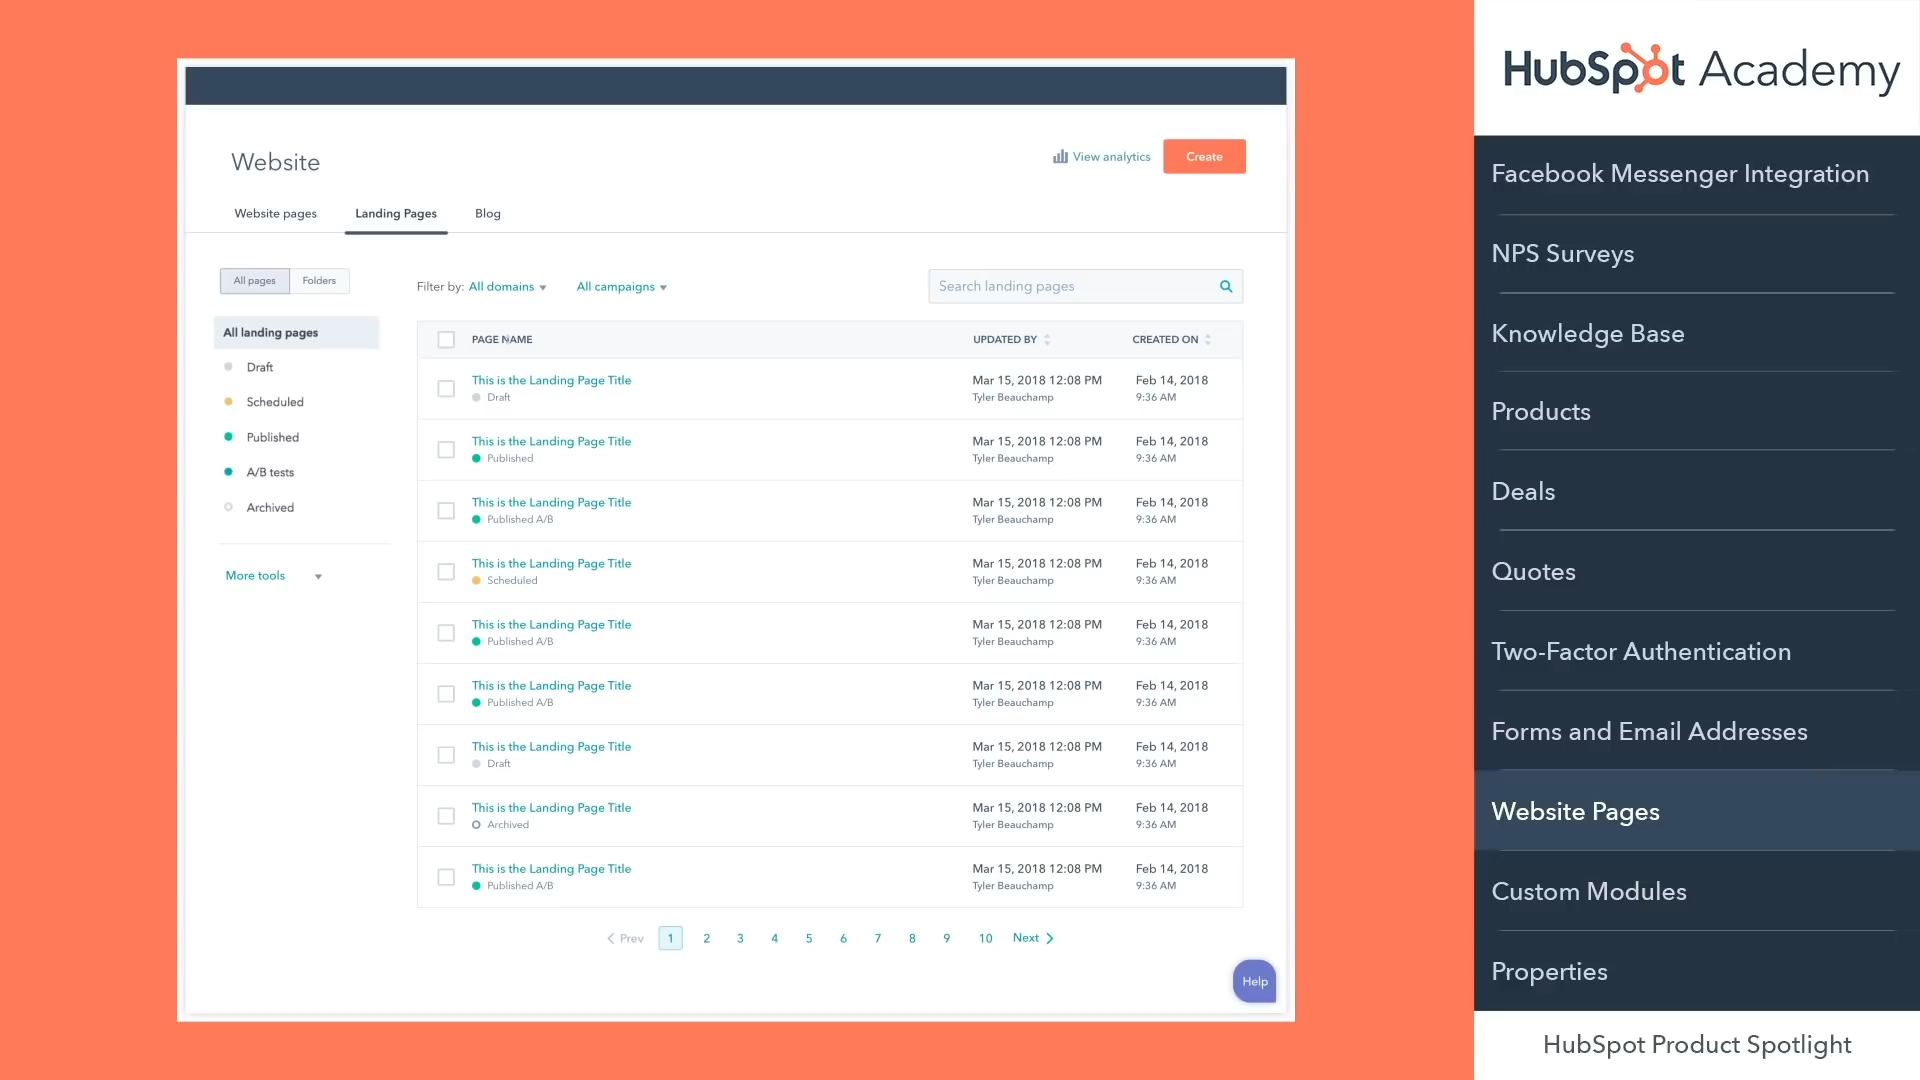 HubSpot Academy
Website
View analytics
Create
Website pages
Landing Pages
Blog
All pages
Folders
Filter by: All domains
All campaigns
Search landing pages
All landing pages
Draft
Scheduled
Published
A/B tests
Archived
More tools
PAGE NAME
UPDATED BY
CREATED ON
This is the Landing Page Title
Draft
Mar 15, 2018 12:08 PM
Tyler Beauchamp
Feb 14, 2018
9:36 AM
This is the Landing Page Title
Published
Mar 15, 2018 12:08 PM
Tyler Beauchamp
Feb 14, 2018
9:36 AM
This is the Landing Page Title
Published A/B
Mar 15, 2018 12:08 PM
Tyler Beauchamp
Feb 14, 2018
9:36 AM
This is the Landing Page Title
Scheduled
Mar 15, 2018 12:08 PM
Tyler Beauchamp
Feb 14, 2018
9:36 AM
This is the Landing Page Title
Published A/B
Mar 15, 2018 12:08 PM
Tyler Beauchamp
Feb 14, 2018
9:36 AM
This is the Landing Page Title
Published A/B
Mar 15, 2018 12:08 PM
Tyler Beauchamp
Feb 14, 2018
9:36 AM
This is the Landing Page Title
Draft
Mar 15, 2018 12:08 PM
Tyler Beauchamp
Feb 14, 2018
9:36 AM
This is the Landing Page Title
Archived
Mar 15, 2018 12:08 PM
Tyler Beauchamp
Feb 14, 2018
9:36 AM
This is the Landing Page Title
Published A/B
Mar 15, 2018 12:08 PM
Tyler Beauchamp
Feb 14, 2018
9:36 AM
Prev 1 2 3 4 5 6 7 8 9 10 Next
Help
Facebook Messenger Integration
NPS Surveys
Knowledge Base
Products
Deals
Quotes
Two-Factor Authentication
Forms and Email Addresses
Website Pages
Custom Modules
Properties
HubSpot Product Spotlight